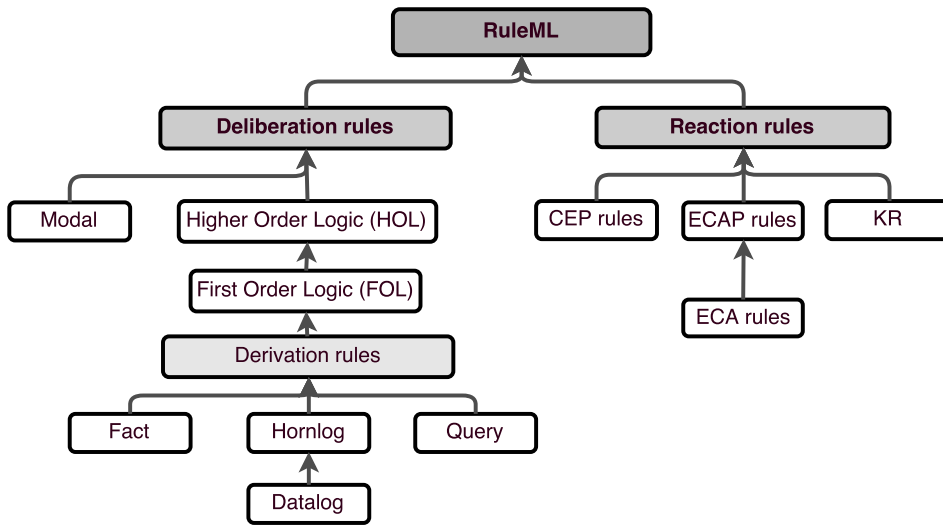 RuleML
Deliberation rules
Reaction rules
Modal
Higher Order Logic (HOL)
CEP rules
ECAP rules
KR
First Order Logic (FOL)
ECA rules
Derivation rules
Fact
Hornlog
Query
Datalog